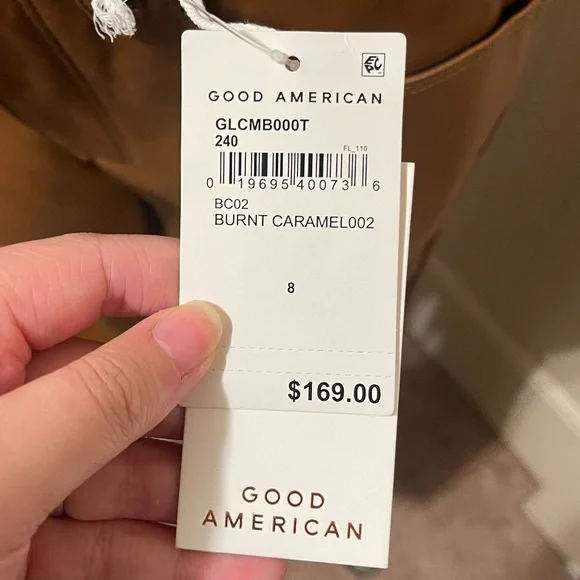 GOOD AMERICAN
GLCMB000T
240
FL_110
0 19695 40073 6
BC02
BURNT CARAMEL002
8
$169.00
GOOD
AMERICAN